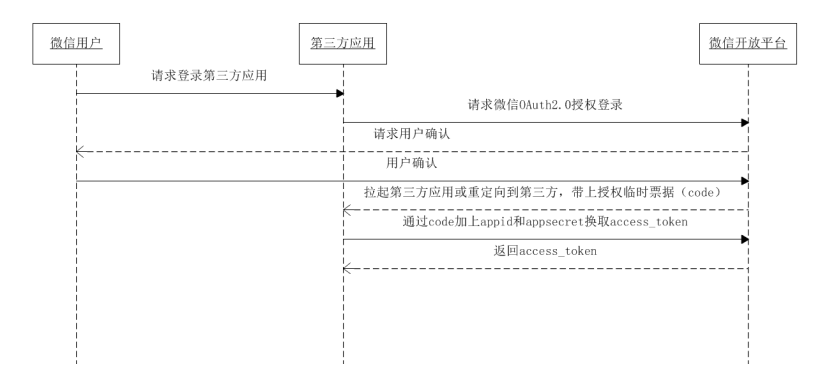 微信用户
第三方应用
微信开放平台
请求登录第三方应用
请求微信OAuth2.0授权登录
请求用户确认
用户确认
拉起第三方应用或重定向到第三方，带上授权临时票据（code）
通过code加上appid和appsecret换取access_token
返回access_token